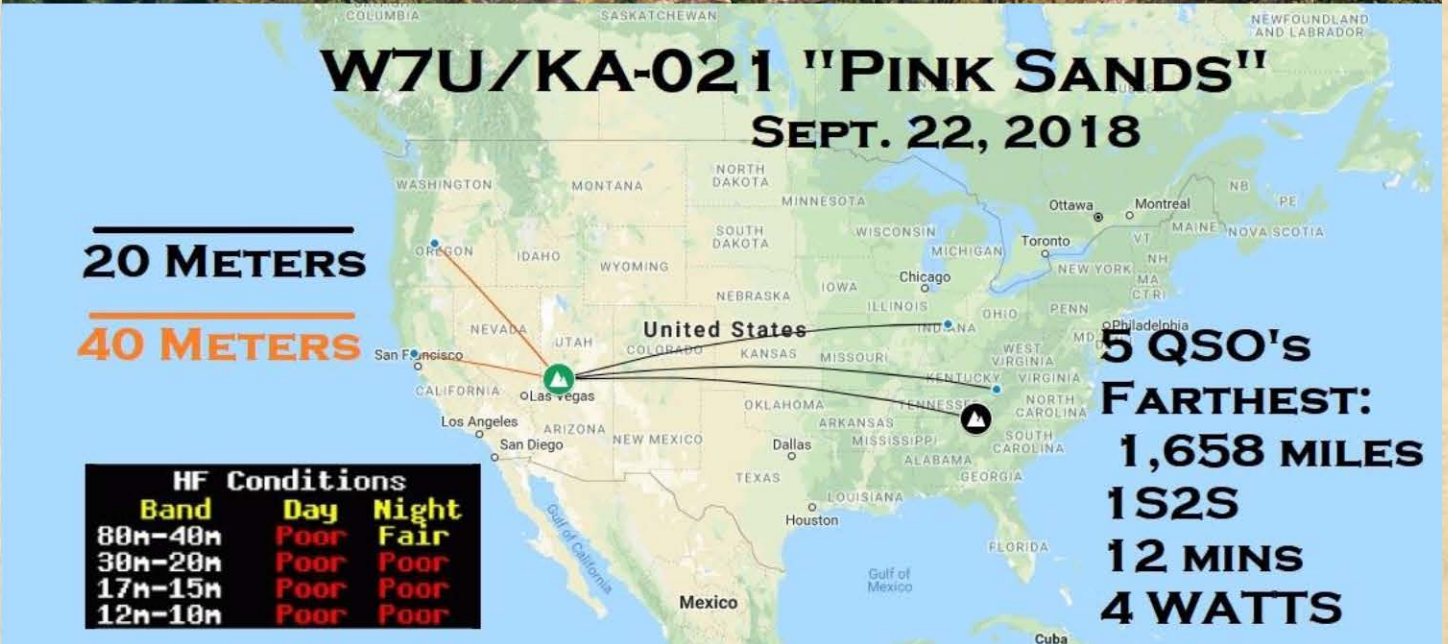 COLUMBIA
SASKATCHEWAN
NEWFOUNDLAND
AND LABRADOR
W7U/KA-021 "PINK SANDS"
SEPT. 22, 2018
WASHINGTON
MONTANA
NORTH
DAKOTA
MINNESOTA
Ottawa
Montreal
NB
PE
MAINE
NOVA SCOTIA
20 METERS
OREGON
IDAHO
WYOMING
SOUTH
DAKOTA
WISCONSIN
MICHIGAN
Toronto
VT
NH
NEW YORK
MA
CT RI
40 METERS
San Francisco
NEVADA
UTAH
COLORADO
NEBRASKA
IOWA
Chicago
ILLINOIS
INDIANA
OHIO
PENN
Philadelphia
MD
United States
KANSAS
MISSOURI
WEST
VIRGINIA
KENTUCKY
VIRGINIA
CALIFORNIA
Las Vegas
OKLAHOMA
TENNESSEE
NORTH
CAROLINA
Los Angeles
ARIZONA
NEW MEXICO
ARKANSAS
San Diego
Dallas
MISSISSIPPI
SOUTH
CAROLINA
ALABAMA
TEXAS
GEORGIA
LOUISIANA
Houston
FLORIDA
Gulf of California
Gulf of
Mexico
Mexico
Cuba
5 QSO's
FARTHEST:
1,658 MILES
1 S2S
12 MINS
4 WATTS
HF Conditions
Band Day Night
80m-40m Poor Fair
30m-20m Poor Poor
17m-15m Poor Poor
12m-10m Poor Poor